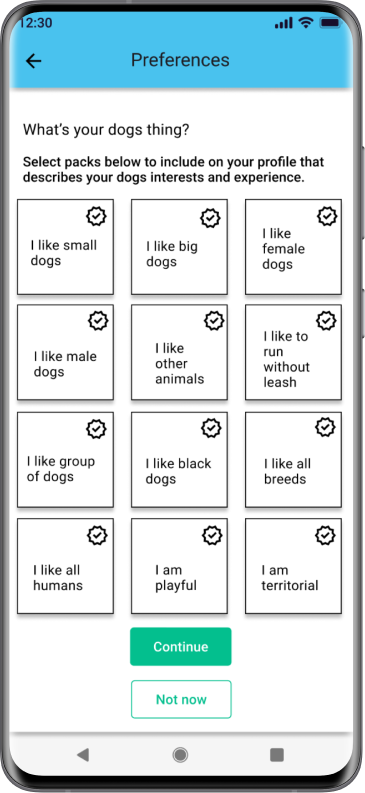 12:30
Preferences
What's your dogs thing?
Select packs below to include on your profile that
describes your dogs interests and experience.
I like small
dogs
I like big
dogs
I like
female
dogs
I like male
dogs
I like
other
animals
I like to
run
without
leash
I like group
of dogs
I like black
dogs
I like all
breeds
I like all
humans
I am
playful
I am
territorial
Continue
Not now